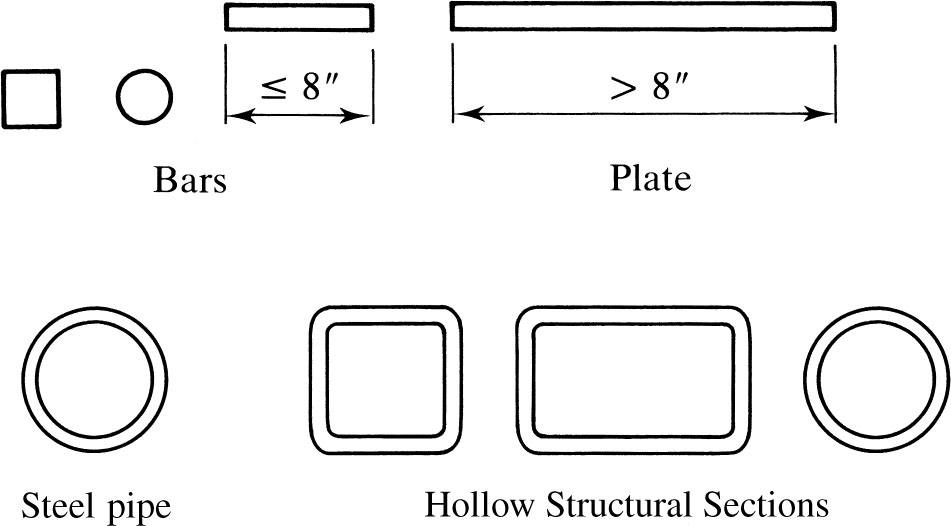 ≤ 8″
> 8″
Bars
Plate
Steel pipe
Hollow Structural Sections